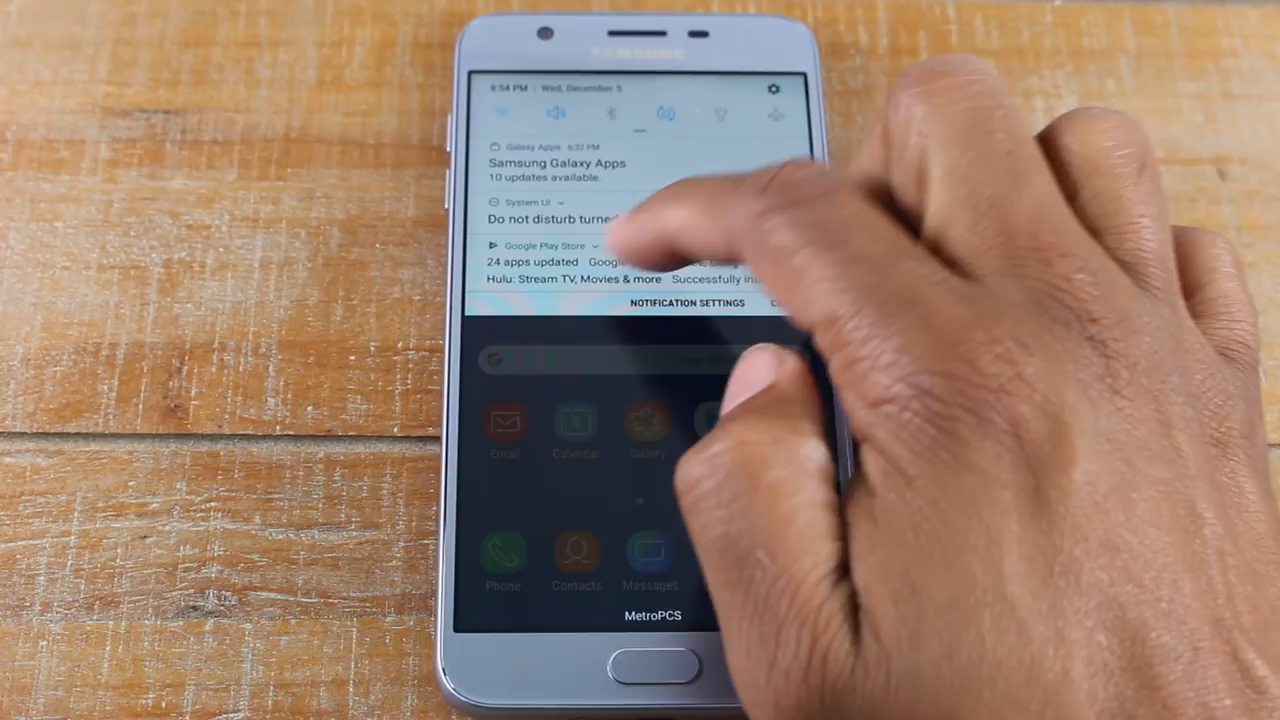 SAMSUNG
6:54 PM | Wed, December 5
Galaxy Apps 6:32 PM
Samsung Galaxy Apps
10 updates available.
System UI
Do not disturb turned
Google Play Store
24 apps updated Google
Hulu: Stream TV, Movies & more Successfully ins
NOTIFICATION SETTINGS C
G
5
Email Calendar Gallery
Phone Contacts Messages
MetroPCS